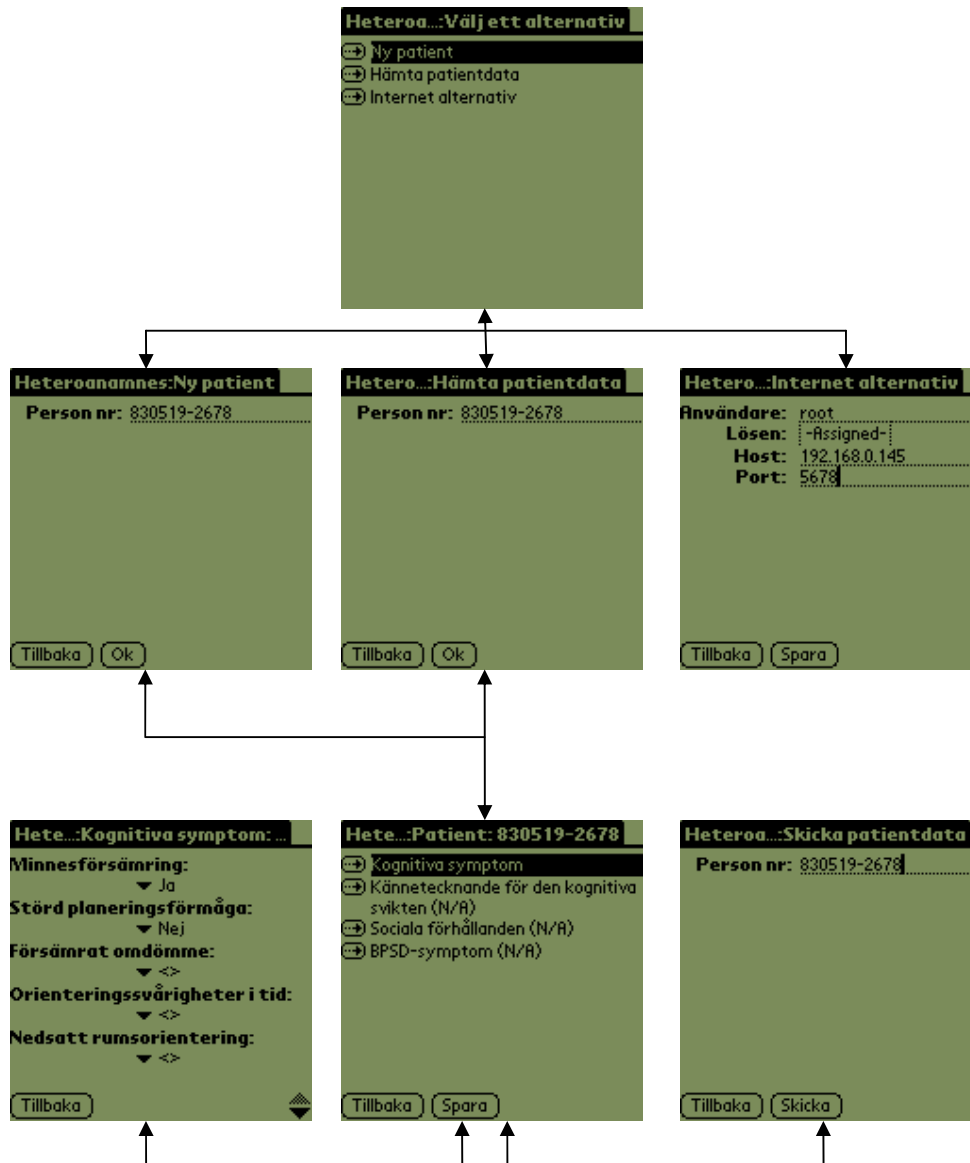 Heteroa...:Välj ett alternativ
Ny patient
Hämta patientdata
Internet alternativ
Heteroanamnes:Ny patient
Person nr: 830519-2678
Tillbaka Ok
Hetero...:Hämta patientdata
Person nr: 830519-2678
Tillbaka Ok
Hetero...:Internet alternativ
Användare: root
Lösen: -Assigned-
Host: 192.168.0.145
Port: 5678
Tillbaka Spara
Hete...:Kognitiva symptom: ...
Minnesförsämring:
Ja
Störd planeringsförmåga:
Nej
Försämrat omdömme:
<>
Orienteringssvårigheter i tid:
<>
Nedsatt rumsorientering:
<>
Tillbaka
Hete...:Patient: 830519-2678
Kognitiva symptom
Kännetecknande för den kognitiva
svikten (N/A)
Sociala förhållanden (N/A)
BPSD-symptom (N/A)
Tillbaka Spara
Heteroa...:Skicka patientdata
Person nr: 830519-2678
Tillbaka Skicka